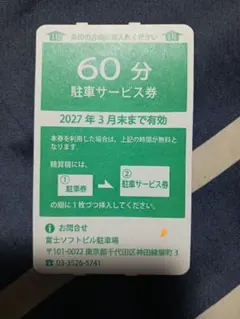 60分
駐車サービス券
2027年3月末まで有効
本券を利用した場合は、上記の時間が無料と
なります。
精算機には、
① 駐車券
② 駐車サービス券
の順に1枚づつ挿入してください。
お問合せ
富士ソフトビル駐車場
〒101-0022 東京都千代田区神田練塀町3
☎ 03-3526-5741